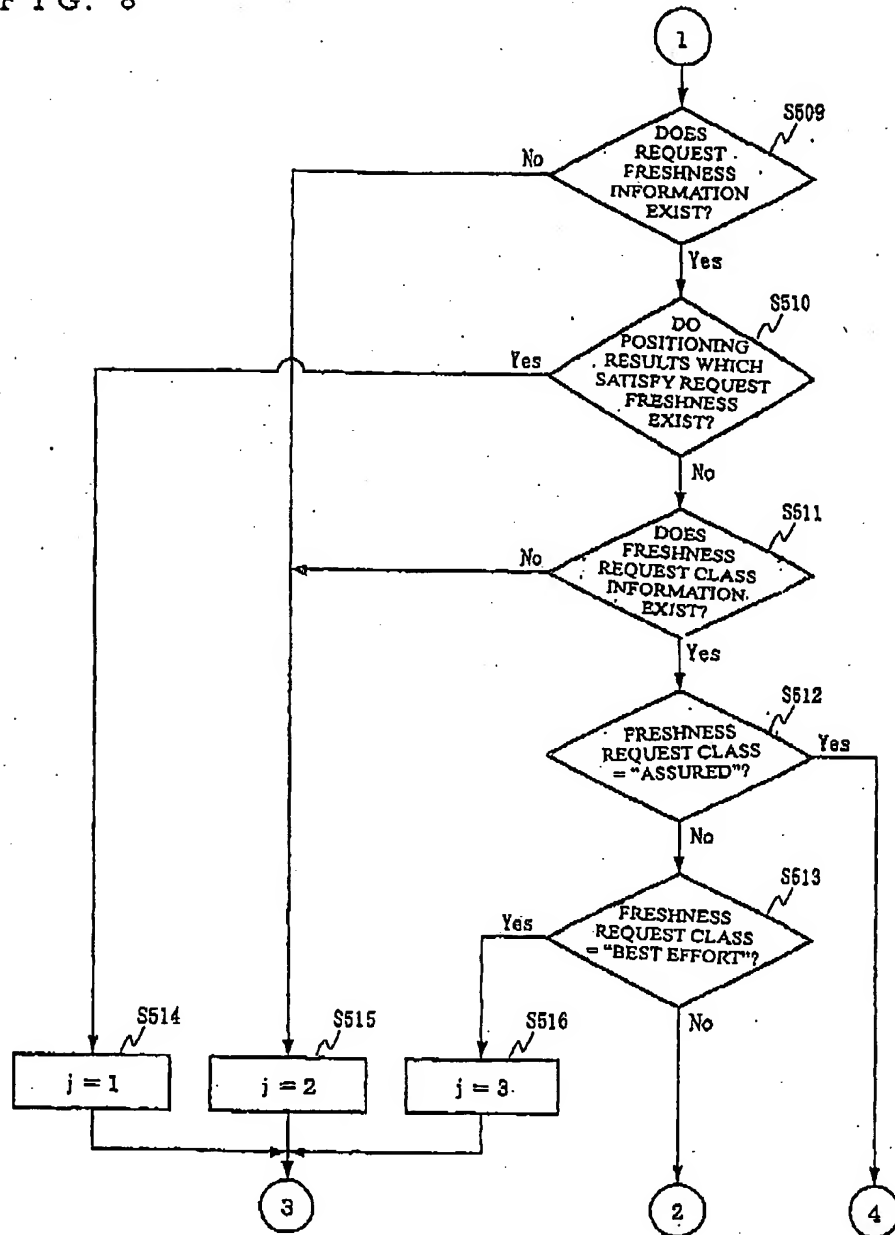 FIG. 8
1
S509
DOES
REQUEST
FRESHNESS
INFORMATION
EXIST?
No
Yes
S510
DO
POSITIONING
RESULTS WHICH
SATISFY REQUEST
FRESHNESS
EXIST?
Yes
No
S511
DOES
FRESHNESS
REQUEST CLASS
INFORMATION
EXIST?
No
Yes
S512
FRESHNESS
REQUEST CLASS
= "ASSURED"?
Yes
No
S513
FRESHNESS
REQUEST CLASS
= "BEST EFFORT"?
Yes
No
S514
j = 1
S515
j = 2
S516
j = 3
3
2
4